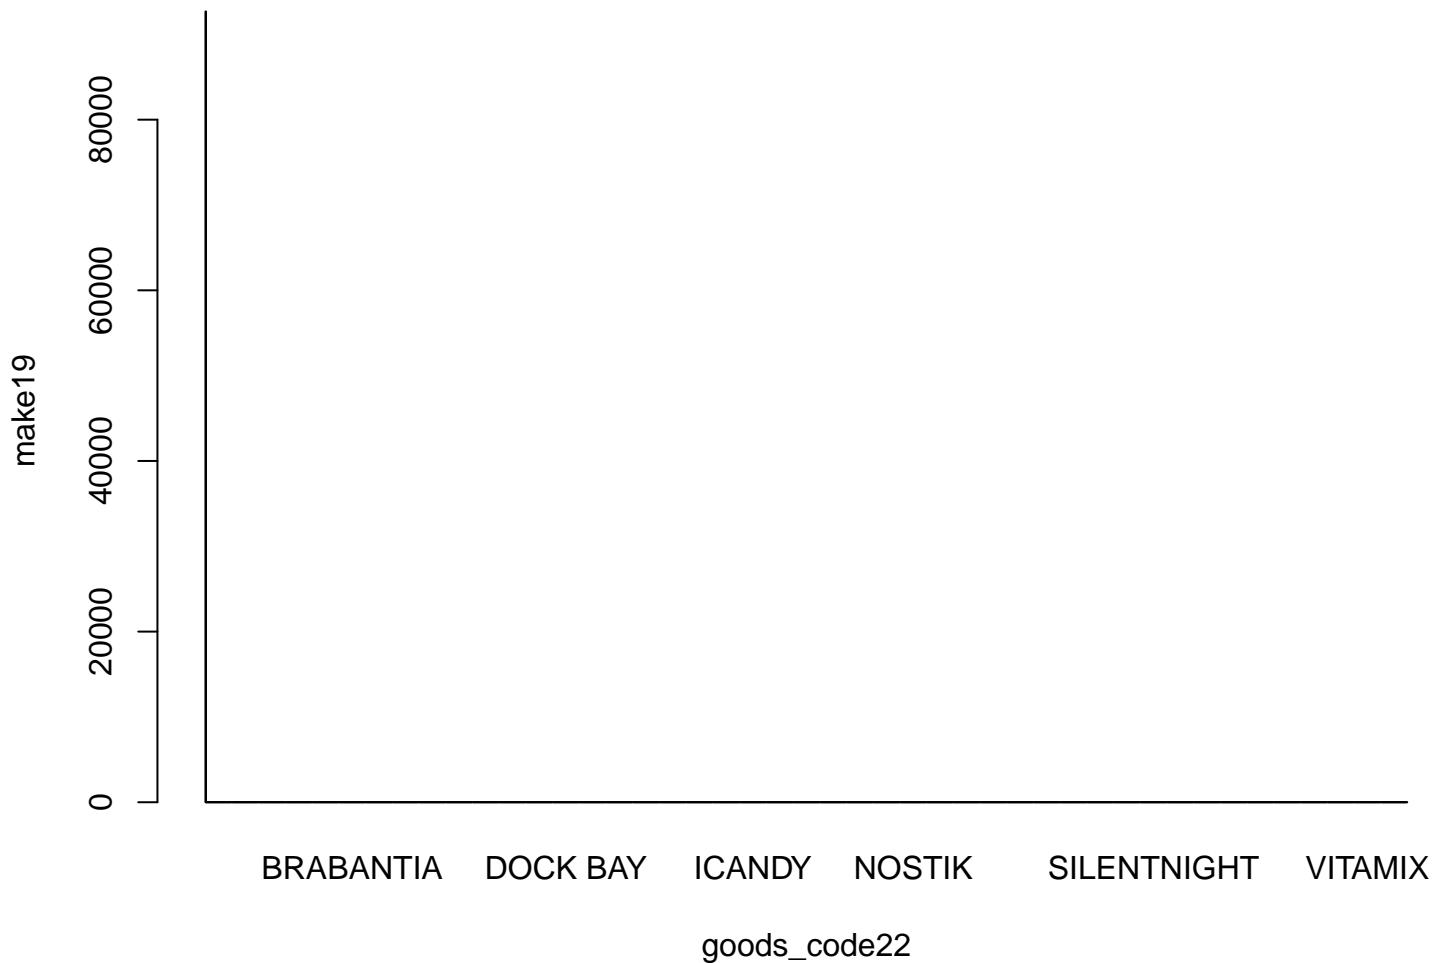 80000
60000
40000
20000
0
make19
BRABANTIA DOCK BAY ICANDY NOSTIK SILENTNIGHT VITAMIX
goods_code22